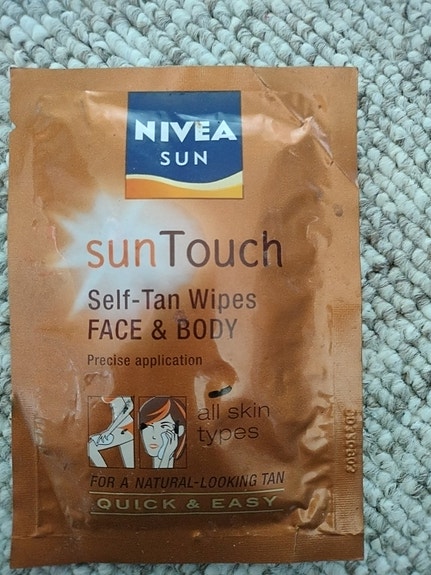 NIVEA
SUN
sunTouch
Self-Tan Wipes
FACE & BODY
Precise application
all skin
types
FOR A NATURAL-LOOKING TAN
QUICK & EASY